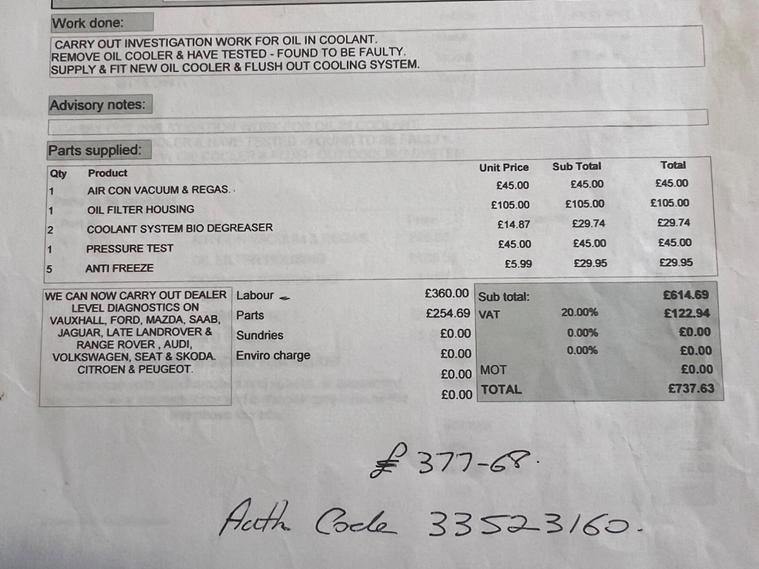 Work done:
CARRY OUT INVESTIGATION WORK FOR OIL IN COOLANT.
REMOVE OIL COOLER & HAVE TESTED - FOUND TO BE FAULTY.
SUPPLY & FIT NEW OIL COOLER & FLUSH OUT COOLING SYSTEM.
Advisory notes:
Parts supplied:
Qty Product Unit Price Sub Total Total
1 AIR CON VACUUM & REGAS. £45.00 £45.00 £45.00
1 OIL FILTER HOUSING £105.00 £105.00 £105.00
2 COOLANT SYSTEM BIO DEGREASER £14.87 £29.74 £29.74
1 PRESSURE TEST £45.00 £45.00 £45.00
5 ANTI FREEZE £5.99 £29.95 £29.95
WE CAN NOW CARRY OUT DEALER
LEVEL DIAGNOSTICS ON
VAUXHALL, FORD, MAZDA, SAAB,
JAGUAR, LATE LANDROVER &
RANGE ROVER , AUDI,
VOLKSWAGEN, SEAT & SKODA.
CITROEN & PEUGEOT.
Labour £360.00
Parts £254.69
Sundries £0.00
Enviro charge £0.00
£0.00
£0.00
Sub total: £614.69
VAT 20.00% £122.94
0.00% £0.00
0.00% £0.00
MOT £0.00
TOTAL £737.63
£377-68.
Auth Code 33523160.